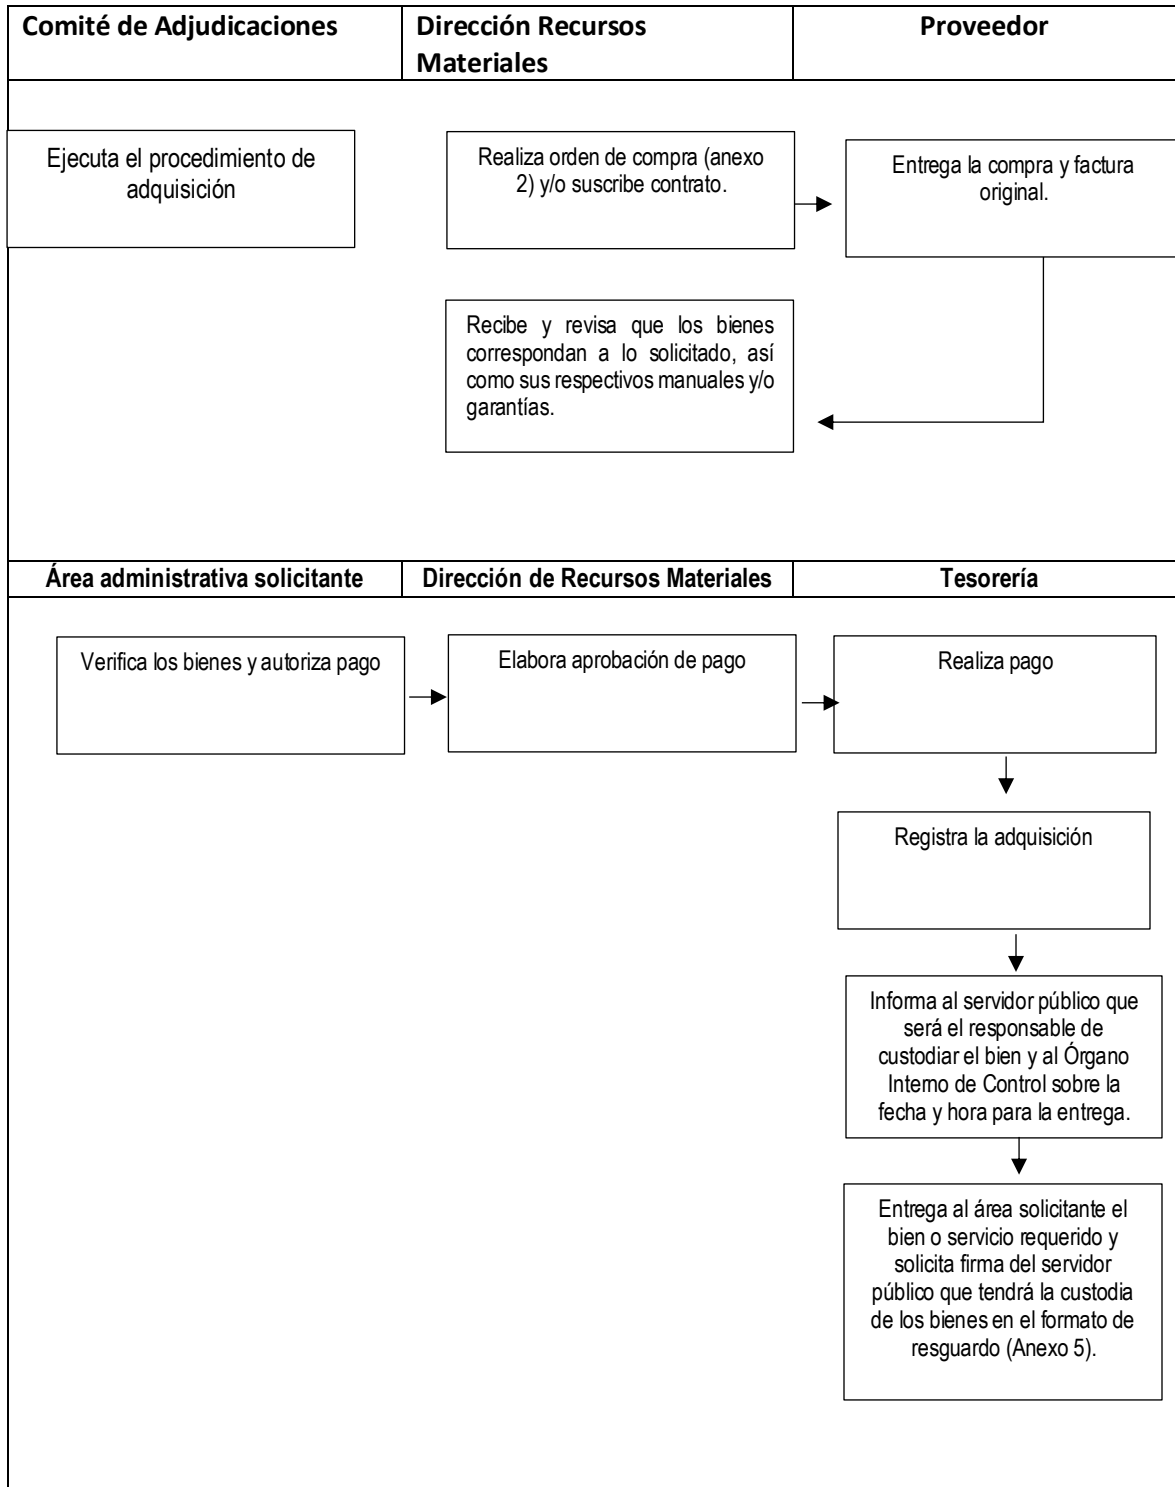 Comité de Adjudicaciones
Dirección Recursos
Materiales
Proveedor
Ejecuta el procedimiento de
adquisición
Realiza orden de compra (anexo
2) y/o suscribe contrato.
Entrega la compra y factura
original.
Recibe y revisa que los bienes
correspondan a lo solicitado, así
como sus respectivos manuales y/o
garantías.
Área administrativa solicitante
Dirección de Recursos Materiales
Tesorería
Verifica los bienes y autoriza pago
Elabora aprobación de pago
Realiza pago
Registra la adquisición
Informa al servidor público que
será el responsable de
custodiar el bien y al Órgano
Interno de Control sobre la
fecha y hora para la entrega.
Entrega al área solicitante el
bien o servicio requerido y
solicita firma del servidor
público que tendrá la custodia
de los bienes en el formato de
resguardo (Anexo 5).